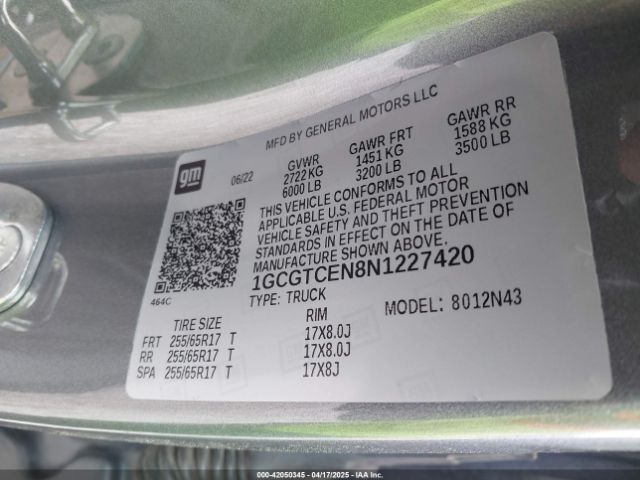 MFD BY GENERAL MOTORS LLC
gm
06/22
GVWR GAWR FRT GAWR RR
2722 KG 1451 KG 1588 KG
6000 LB 3200 LB 3500 LB
THIS VEHICLE CONFORMS TO ALL
APPLICABLE U.S. FEDERAL MOTOR
VEHICLE SAFETY AND THEFT PREVENTION
STANDARDS IN EFFECT ON THE DATE OF
MANUFACTURE SHOWN ABOVE.
464C
1GCGTCEN8N1227420
TYPE: TRUCK MODEL: 8012N43
TIRE SIZE RIM
FRT 255/65R17 T 17X8.0J
RR 255/65R17 T 17X8.0J
SPA 255/65R17 T 17X8J
000-42050345 - 04/17/2025 - IAAI.COM